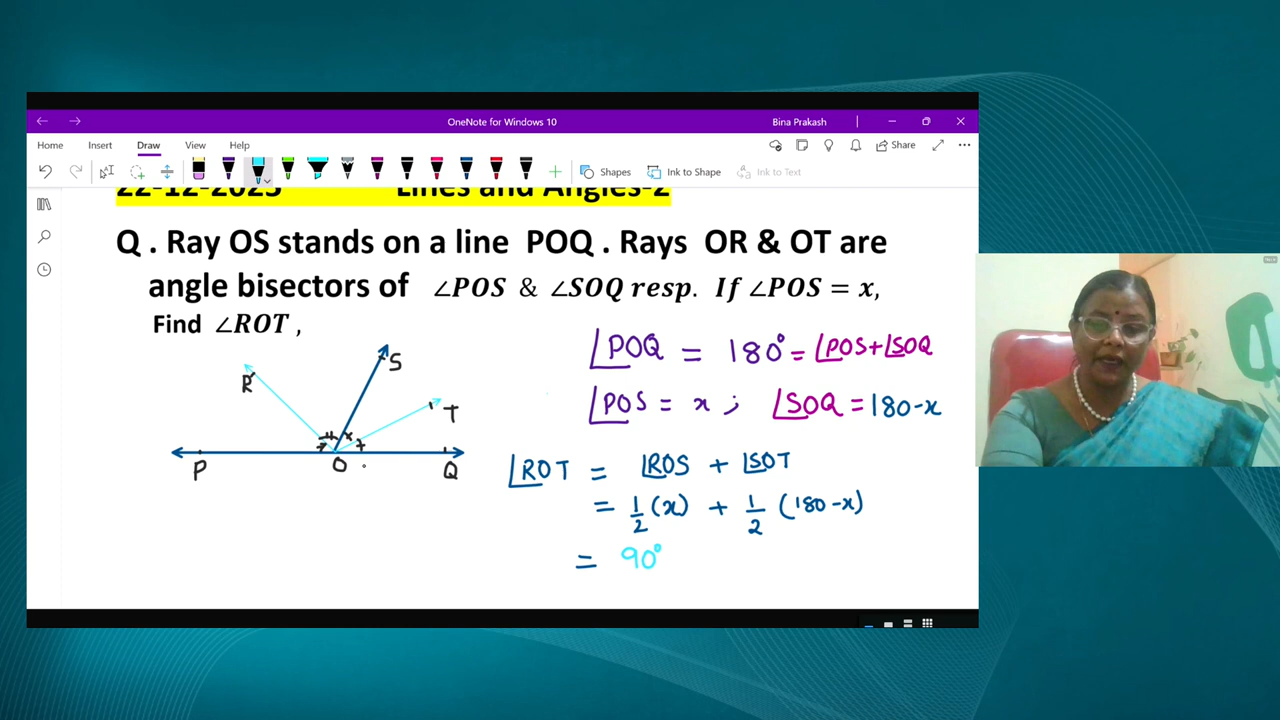 OneNote for Windows 10
Bina Prakash
Home Insert Draw View Help
Share
Shapes Ink to Shape Ink to Text
22-12-2023 Lines and Angles-2
Q . Ray OS stands on a line POQ . Rays OR & OT are
angle bisectors of ∠POS & ∠SOQ resp. If ∠POS = x,
Find ∠ROT ,
∠POQ = 180° = ∠POS + ∠SOQ
∠POS = x ; ∠SOQ = 180-x
∠ROT = ∠ROS + ∠SOT
= 1/2 (x) + 1/2 (180-x)
= 90°
R
S
T
P
O
Q